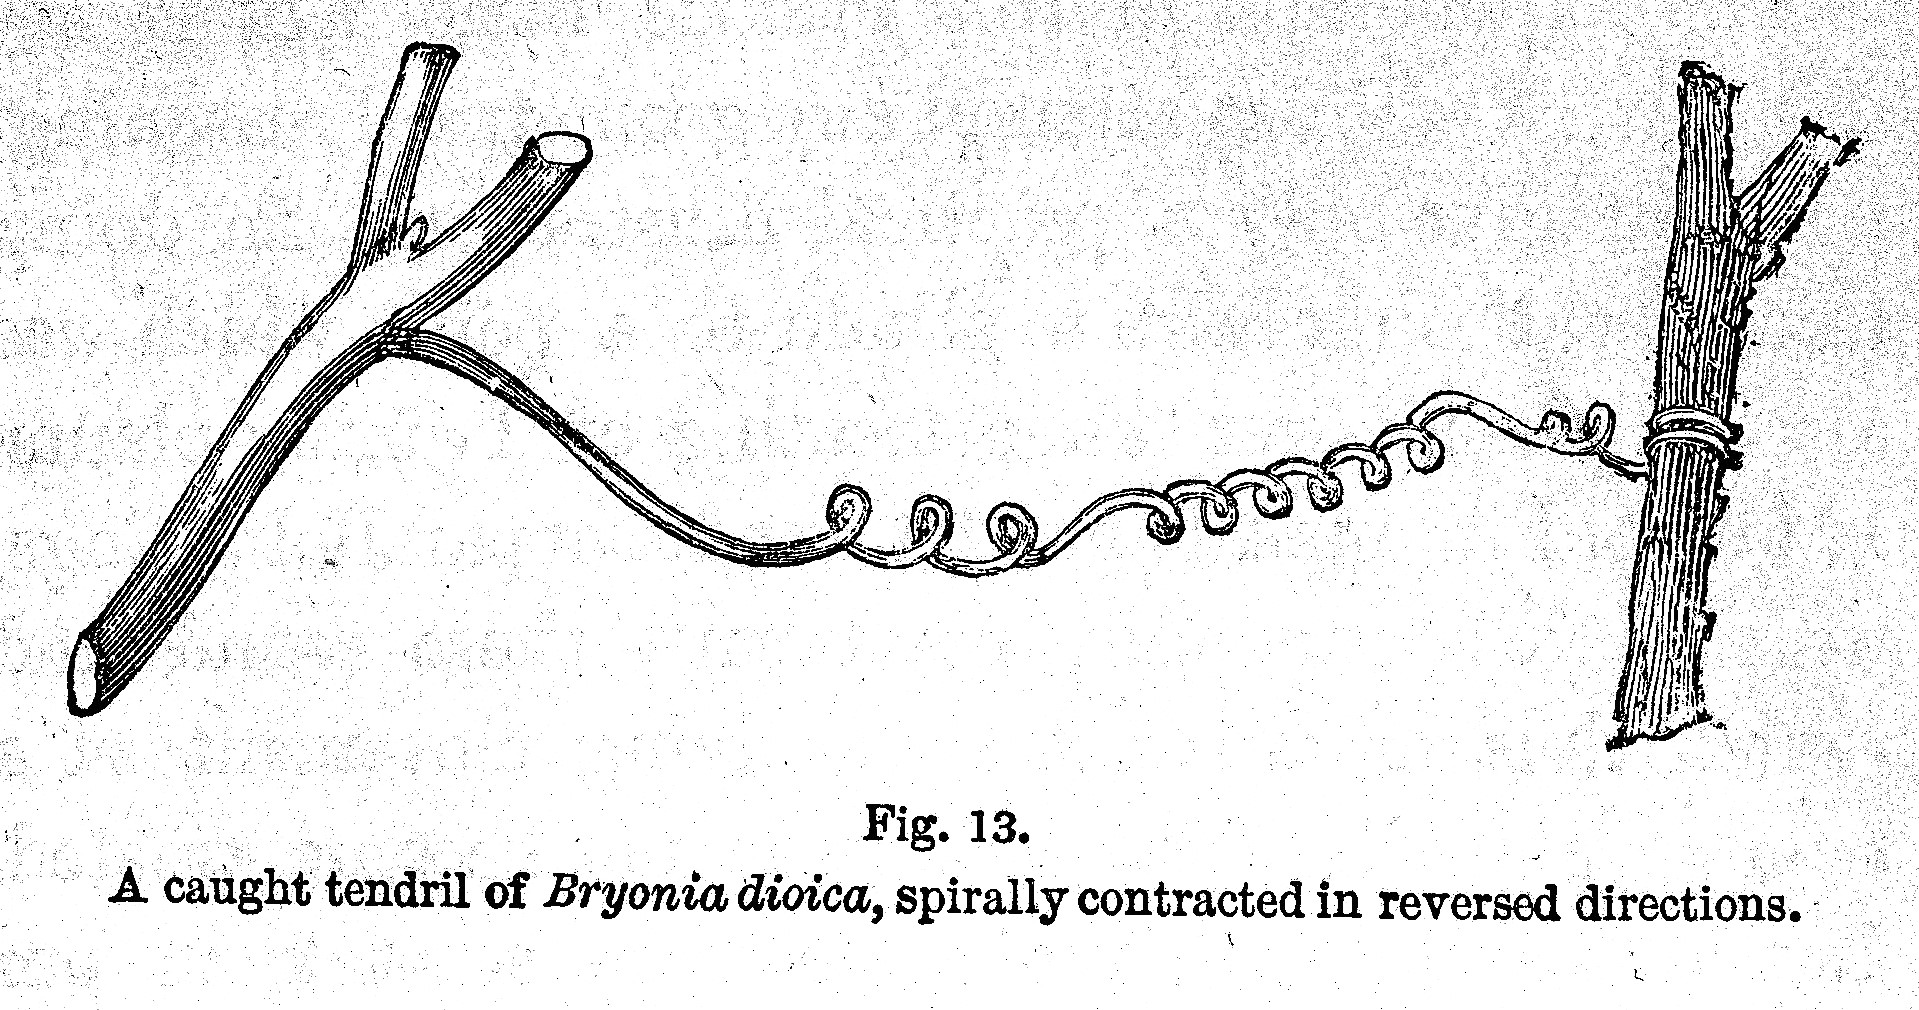 Fig. 13.
A caught tendril of Bryonia dioica, spirally contracted in reversed directions.